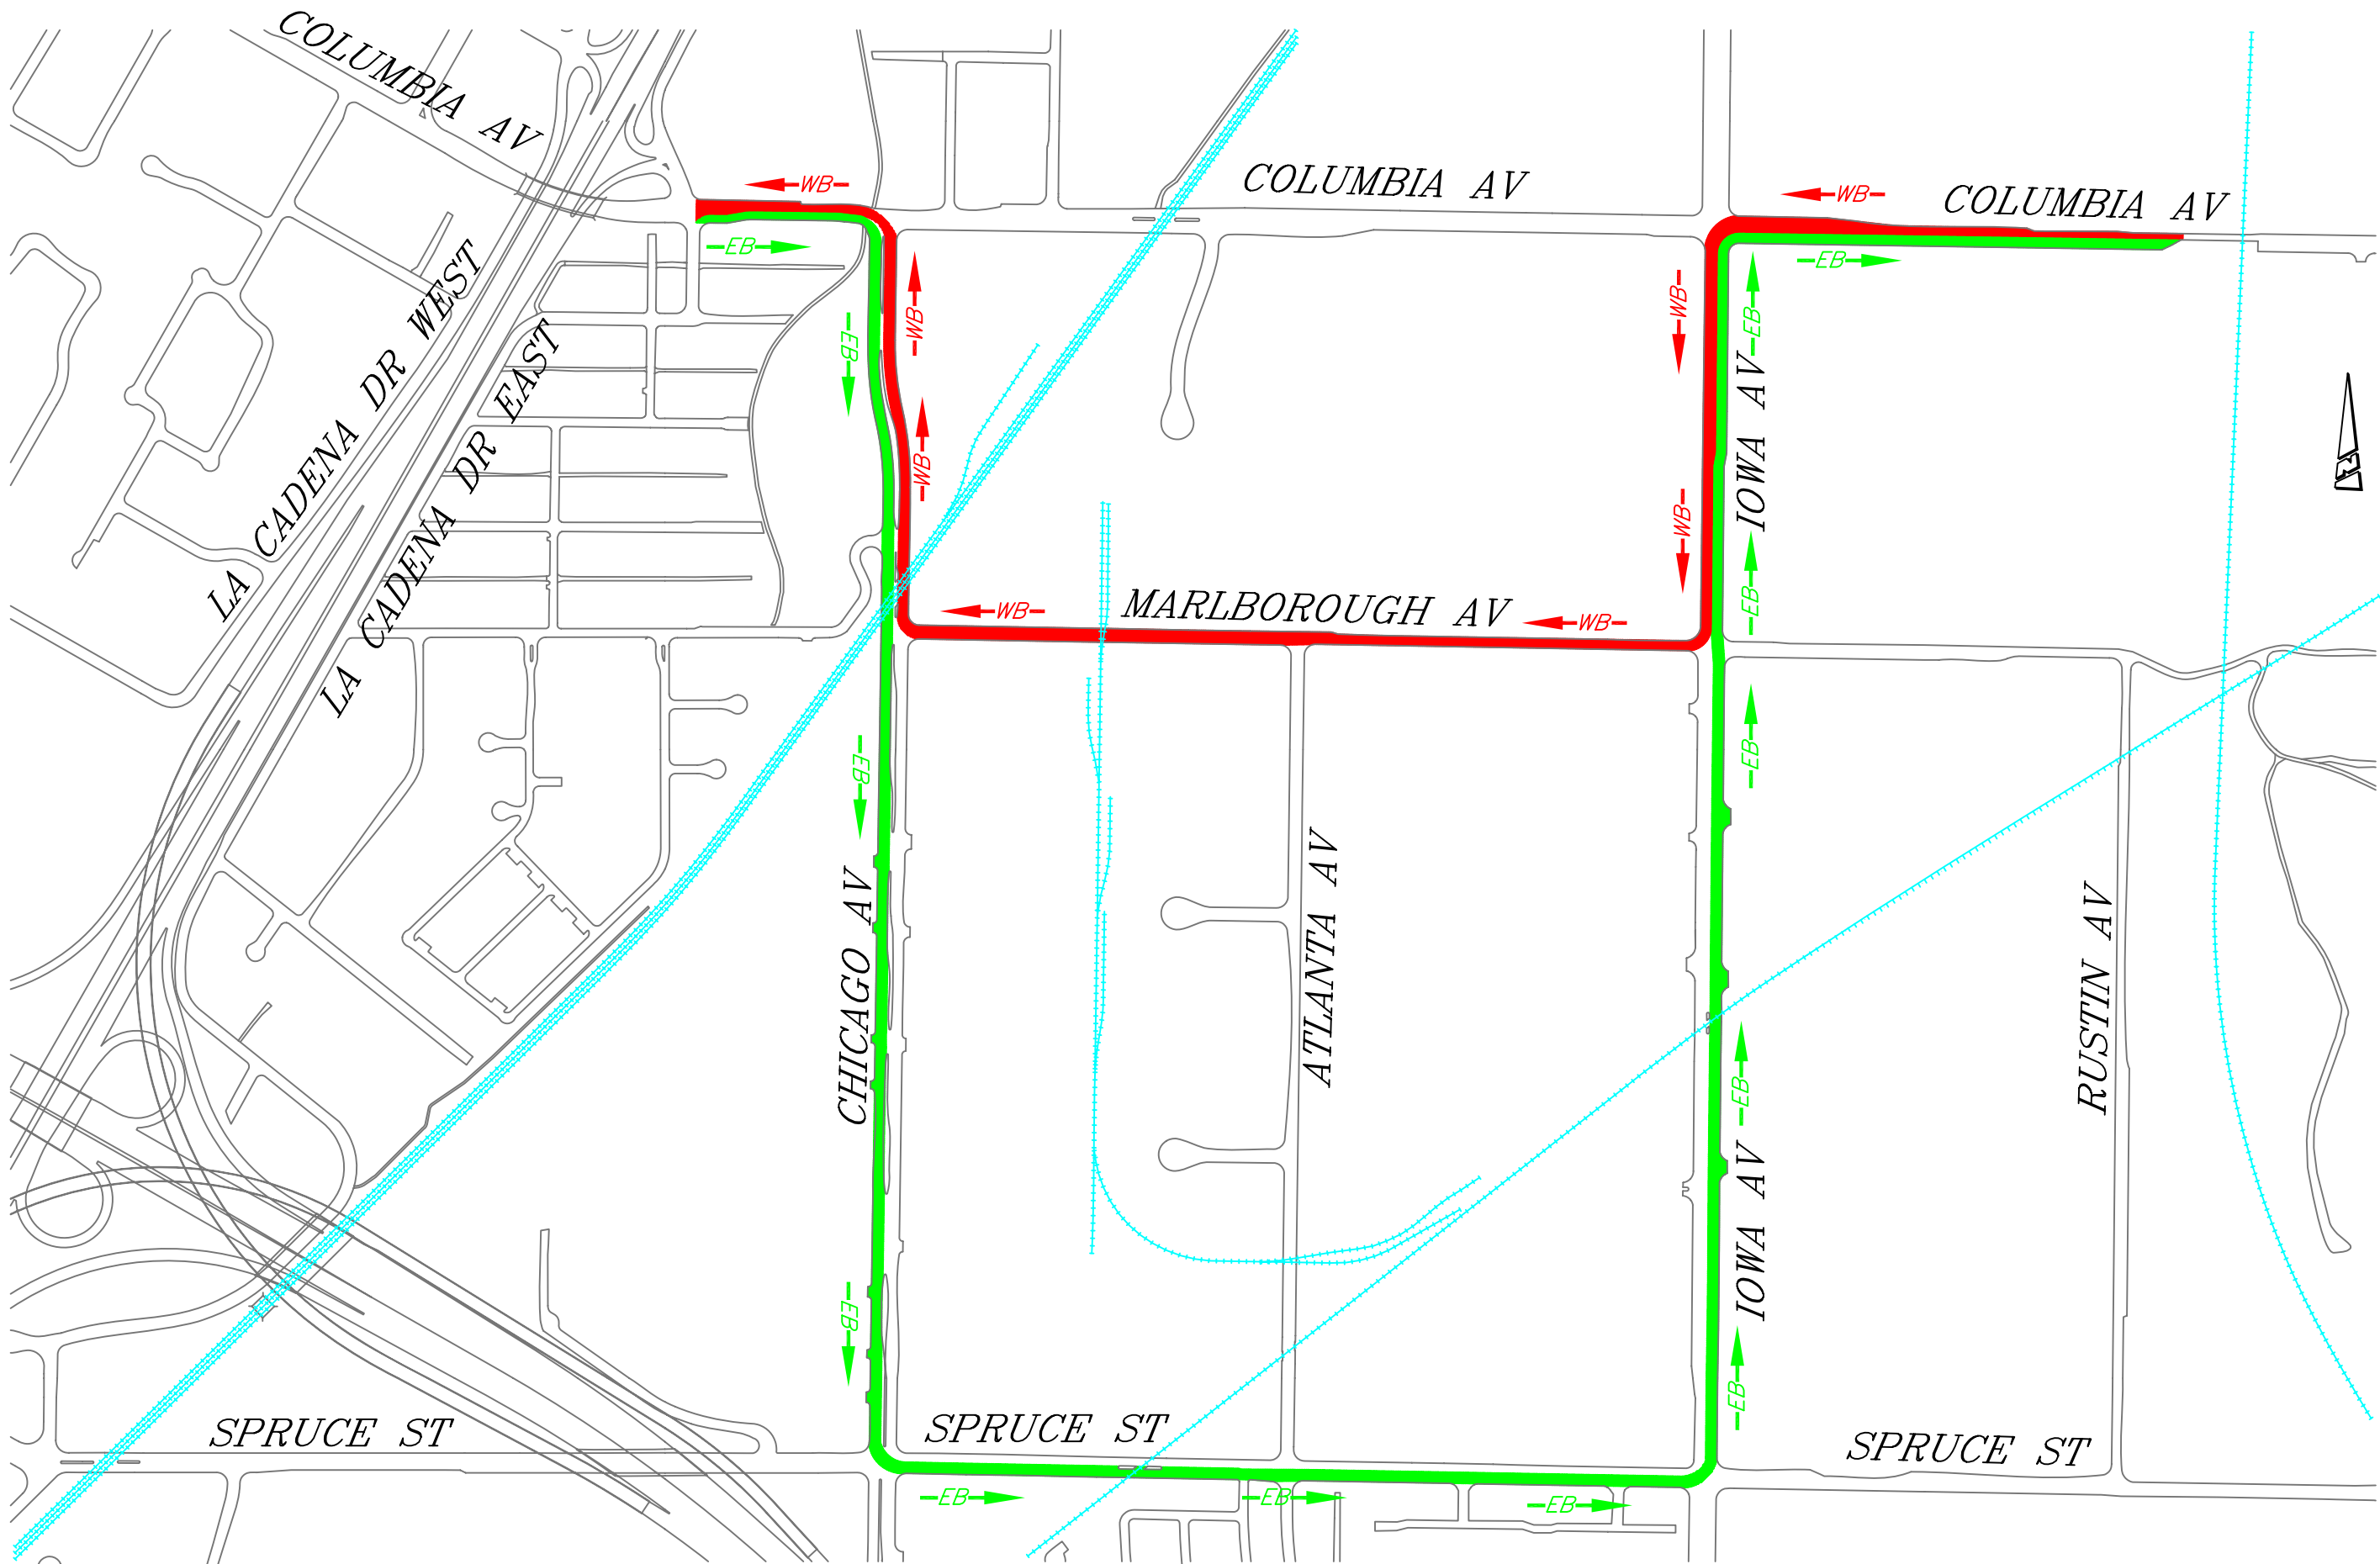 COLUMBIA AV
WB
WB
COLUMBIA AV
COLUMBIA AV
EB
EB
WB
WB
EB
EB
LA CADENA DR WEST
LA CADENA DR EAST
WB
WB
IOWA AV
EB
WB
MARLBOROUGH AV
WB
EB
EB
CHICAGO AV
ATLANTA AV
RUSTIN AV
EB
IOWA AV
EB
EB
SPRUCE ST
SPRUCE ST
SPRUCE ST
EB
EB
EB